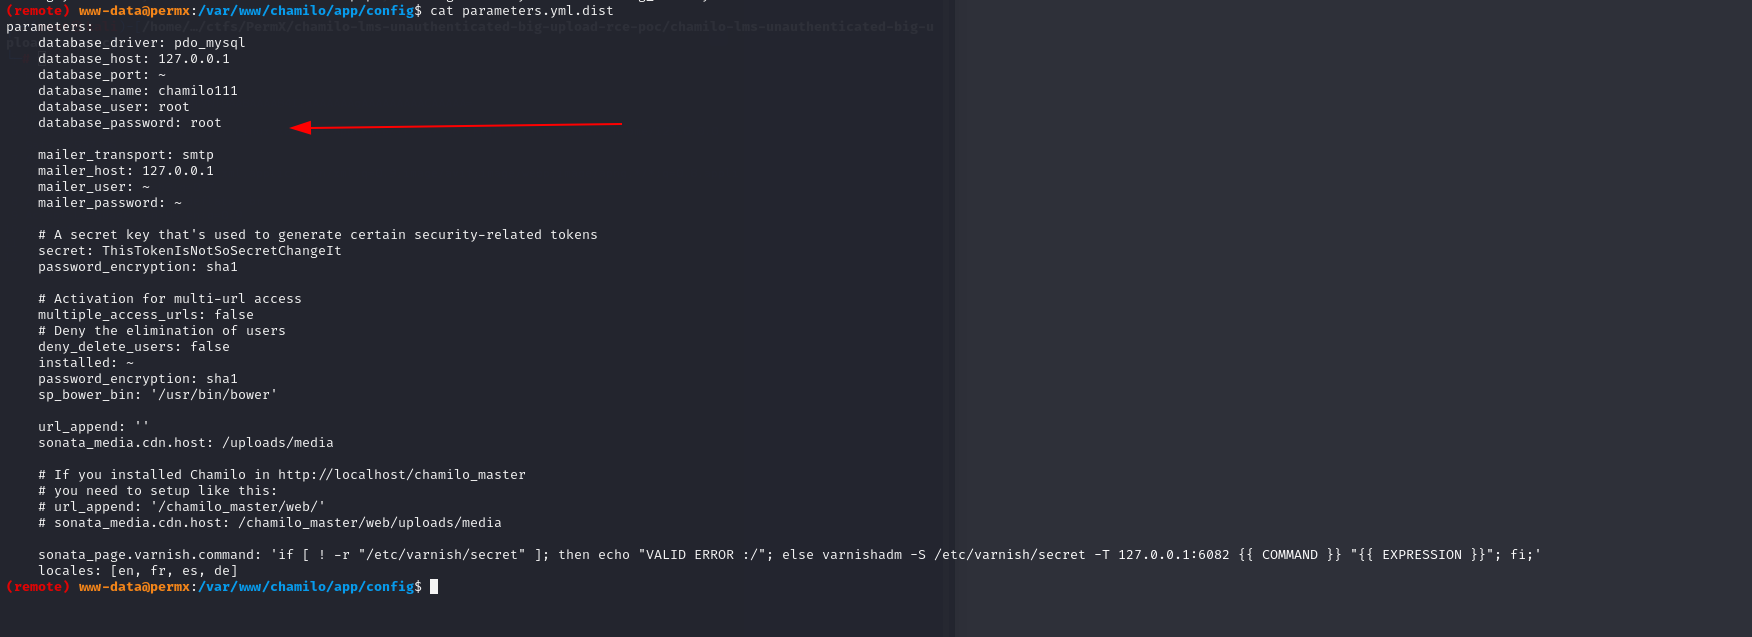 (remote) www-data@permx:/var/www/chamilo/app/config$ cat parameters.yml.dist
parameters:
    database_driver: pdo_mysql
    database_host: 127.0.0.1
    database_port: ~
    database_name: chamilo111
    database_user: root
    database_password: root

    mailer_transport: smtp
    mailer_host: 127.0.0.1
    mailer_user: ~
    mailer_password: ~

    # A secret key that's used to generate certain security-related tokens
    secret: ThisTokenIsNotSoSecretChangeIt
    password_encryption: sha1

    # Activation for multi-url access
    multiple_access_urls: false
    # Deny the elimination of users
    deny_delete_users: false
    installed: ~
    password_encryption: sha1
    sp_bower_bin: '/usr/bin/bower'

    url_append: ''
    sonata_media.cdn.host: /uploads/media

    # If you installed Chamilo in http://localhost/chamilo_master
    # you need to setup like this:
    # url_append: '/chamilo_master/web/'
    # sonata_media.cdn.host: /chamilo_master/web/uploads/media

    sonata_page.varnish.command: 'if [ ! -r "/etc/varnish/secret" ]; then echo "VALID ERROR :/"; else varnishadm -S /etc/varnish/secret -T 127.0.0.1:6082 {{ COMMAND }} "{{ EXPRESSION }}"; fi;'
    locales: [en, fr, es, de]
(remote) www-data@permx:/var/www/chamilo/app/config$